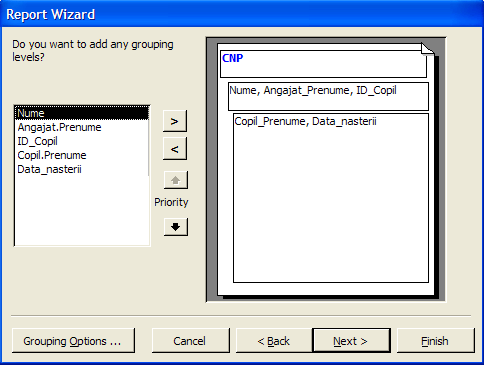 Report Wizard
Do you want to add any grouping
levels?
Nume
Angajat.Prenume
ID_Copil
Copil.Prenume
Data_nasterii
>
<
Priority
CNP
Nume, Angajat_Prenume, ID_Copil
Copil_Prenume, Data_nasterii
Grouping Options ...
Cancel
< Back
Next >
Finish